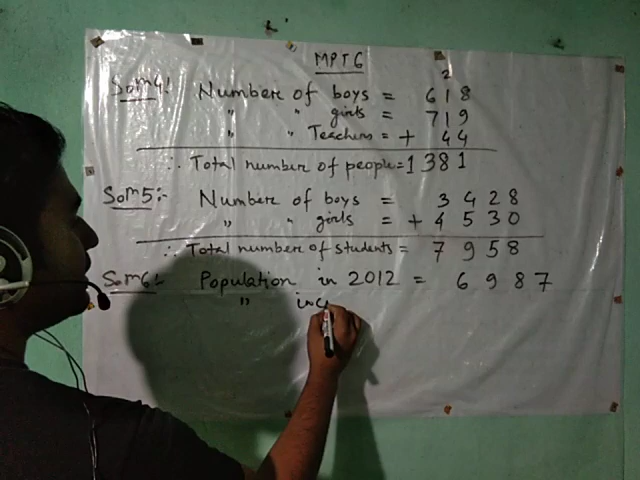 MPTG
2
Som4:- Number of boys = 618
" " girls = 719
" " Teachers = + 44
∴ Total number of people = 1381
Som5:- Number of boys = 3428
" " girls = + 4530
∴ Total number of students = 7958
Som6:- Population in 2012 = 6987
" inc